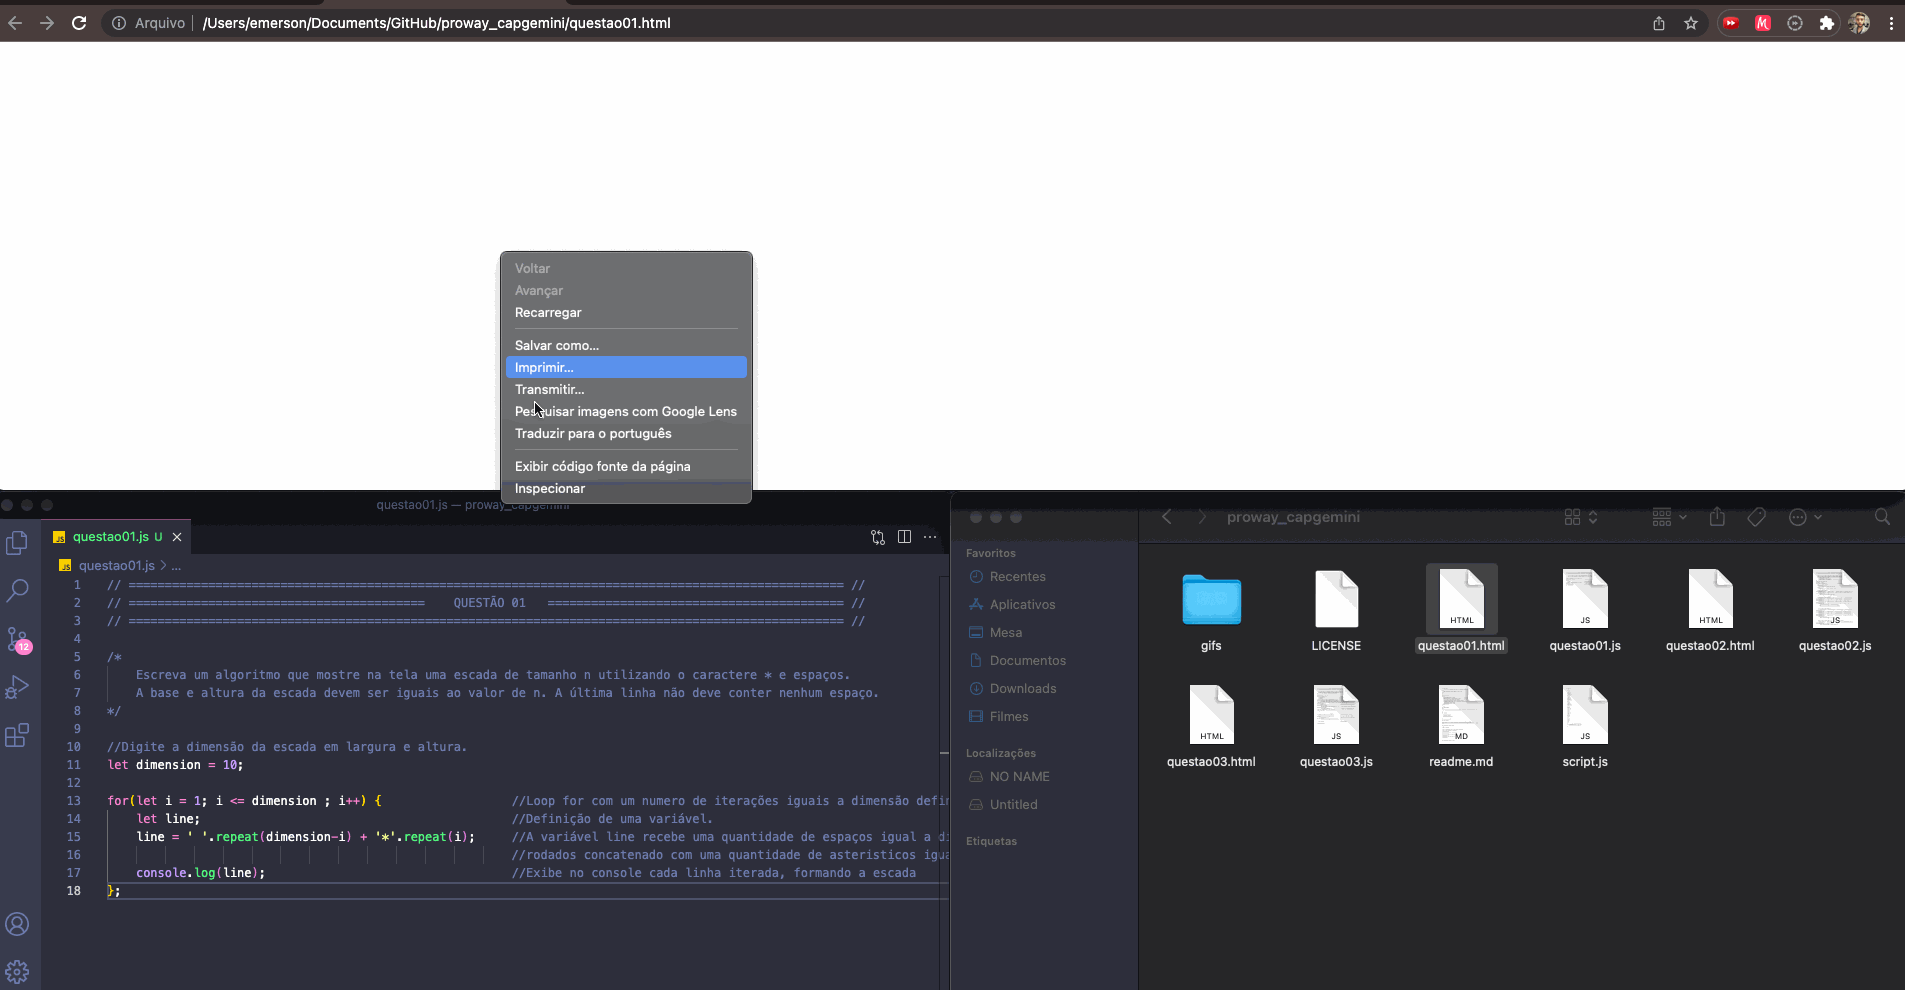 Arquivo | /Users/emerson/Documents/GitHub/proway_capgemini/questao01.html
Voltar
Avançar
Recarregar
Salvar como...
Imprimir...
Transmitir...
Pesquisar imagens com Google Lens
Traduzir para o português
Exibir código fonte da página
Inspecionar
questao01.js — proway_capgemini
JS questao01.js U
JS questao01.js > ...
12
1 // =================================================================================================== //
2 // ========================================= QUESTÃO 01 ========================================= //
3 // =================================================================================================== //
4
5 /*
6 Escreva um algoritmo que mostre na tela uma escada de tamanho n utilizando o caractere * e espaços.
7 A base e altura da escada devem ser iguais ao valor de n. A última linha não deve conter nenhum espaço.
8 */
9
10 //Digite a dimensão da escada em largura e altura.
11 let dimension = 10;
12
13 for(let i = 1; i <= dimension ; i++) { //Loop for com um numero de iterações iguais a dimensão defin
14 let line; //Definição de uma variável.
15 line = ' '.repeat(dimension-i) + '*'.repeat(i); //A variável line recebe uma quantidade de espaços igual a di
16 //rodados concatenado com uma quantidade de asteristicos igua
17 console.log(line); //Exibe no console cada linha iterada, formando a escada
18 };
proway_capgemini
Favoritos
Recentes
Aplicativos
Mesa
Documentos
Downloads
Filmes
Localizações
NO NAME
Untitled
Etiquetas
HTML JS HTML JS
gifs LICENSE questao01.html questao01.js questao02.html questao02.js
HTML JS MD JS
questao03.html questao03.js readme.md script.js